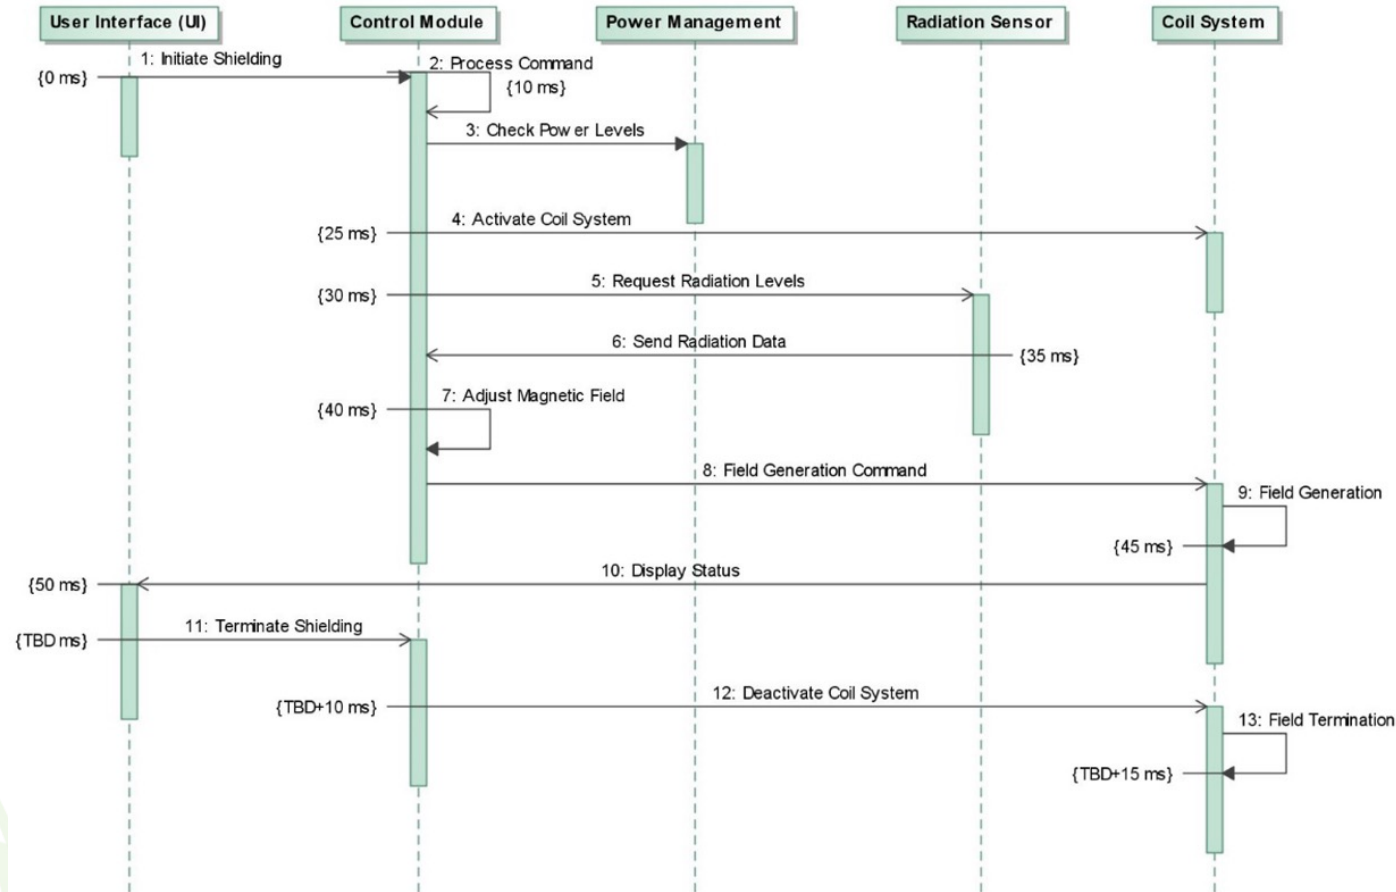 User Interface (UI)
Control Module
Power Management
Radiation Sensor
Coil System
1: Initiate Shielding
{0 ms}
2: Process Command
{10 ms}
3: Check Power Levels
4: Activate Coil System
{25 ms}
5: Request Radiation Levels
{30 ms}
6: Send Radiation Data
{35 ms}
7: Adjust Magnetic Field
{40 ms}
8: Field Generation Command
9: Field Generation
{45 ms}
10: Display Status
{50 ms}
11: Terminate Shielding
{TBD ms}
12: Deactivate Coil System
{TBD+10 ms}
13: Field Termination
{TBD+15 ms}